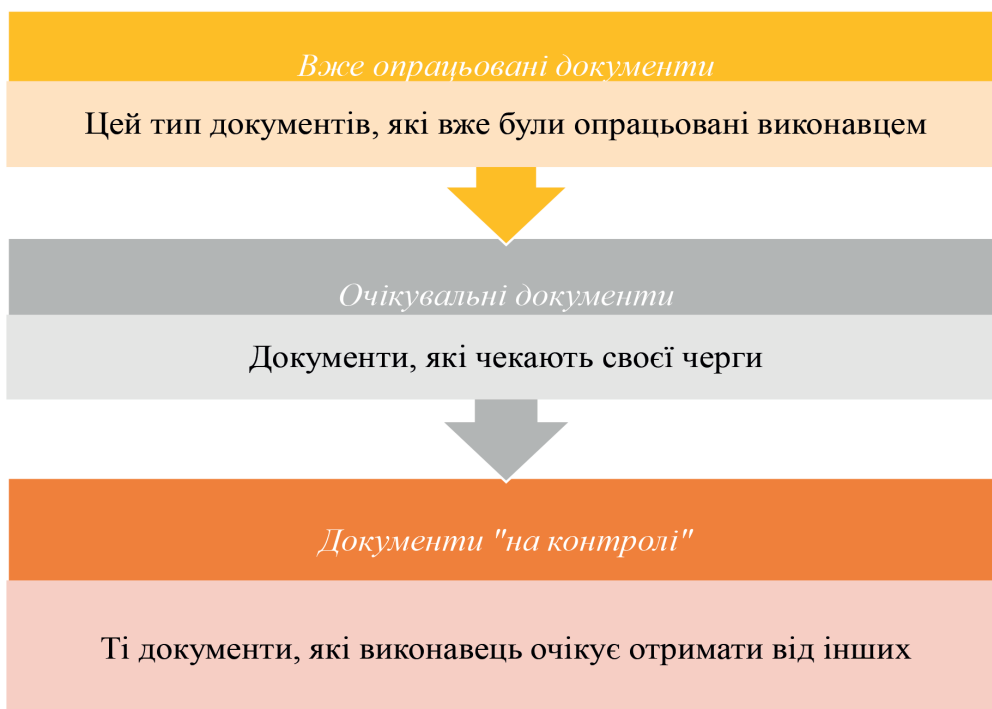 Вже опрацьовані документи
Цей тип документів, які вже були опрацьовані виконавцем
Очікувальні документи
Документи, які чекають своєї черги
Документи "на контролі"
Ті документи, які виконавець очікує отримати від інших